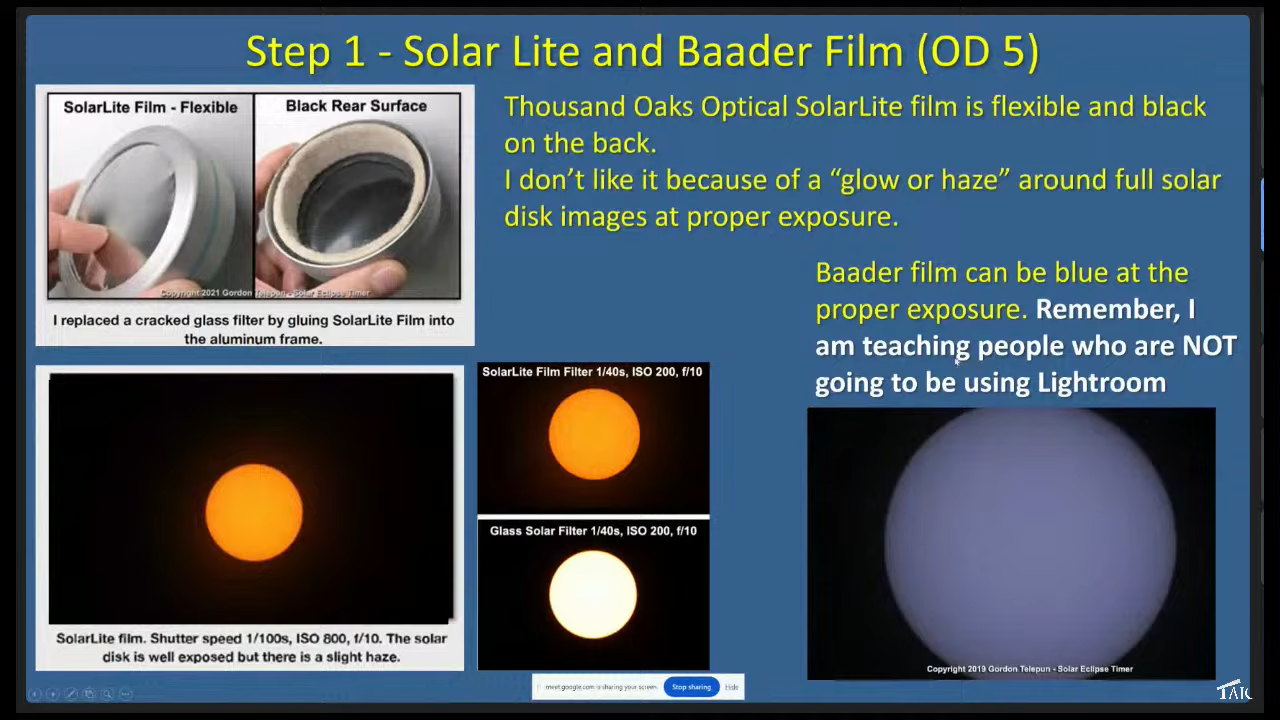 Step 1 - Solar Lite and Baader Film (OD 5)
SolarLite Film - Flexible
Black Rear Surface
Copyright 2021 Gordon Telepun - Solar Eclipse Timer
I replaced a cracked glass filter by gluing SolarLite Film into
the aluminum frame.
Thousand Oaks Optical SolarLite film is flexible and black
on the back.
I don't like it because of a “glow or haze” around full solar
disk images at proper exposure.
Baader film can be blue at the
proper exposure. Remember, I
am teaching people who are NOT
going to be using Lightroom
SolarLite Film Filter 1/40s, ISO 200, f/10
Glass Solar Filter 1/40s, ISO 200, f/10
SolarLite film. Shutter speed 1/100s, ISO 800, f/10. The solar
disk is well exposed but there is a slight haze.
Copyright 2019 Gordon Telepun - Solar Eclipse Timer
meet.google.com is sharing your screen.
Stop sharing
Hide